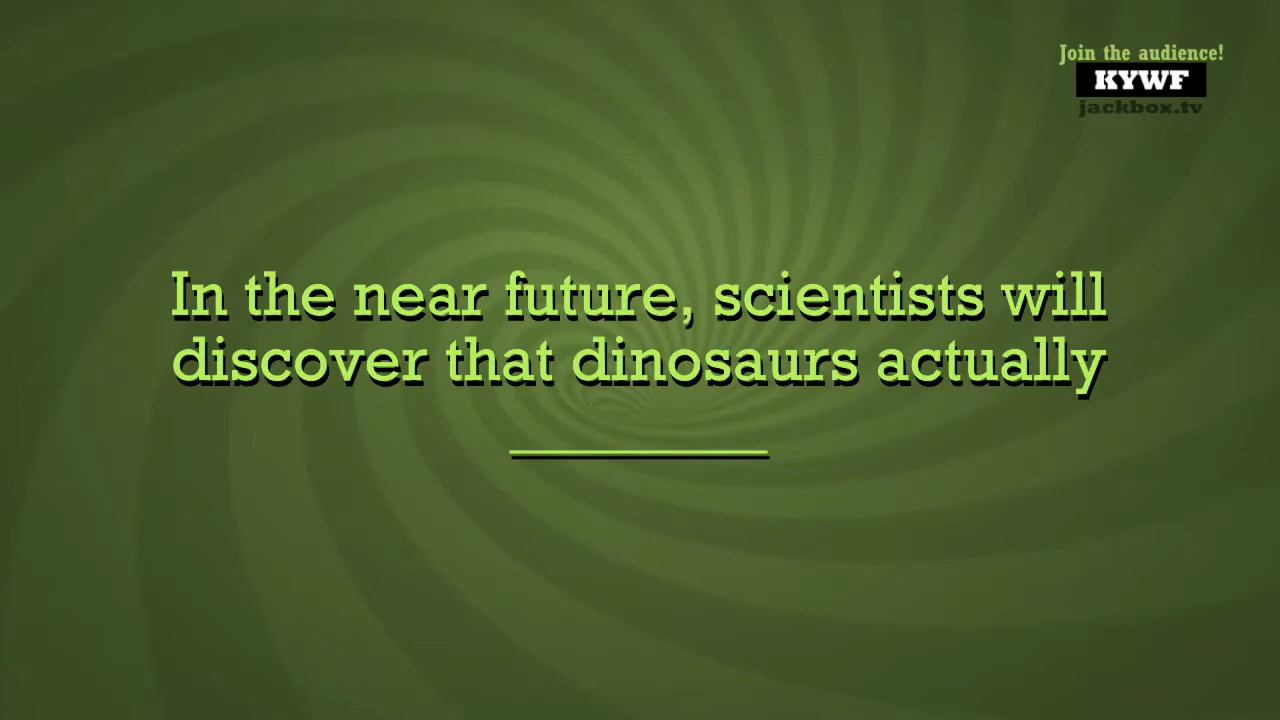 Join the audience!
KYWF
jackbox.tv
In the near future, scientists will
discover that dinosaurs actually